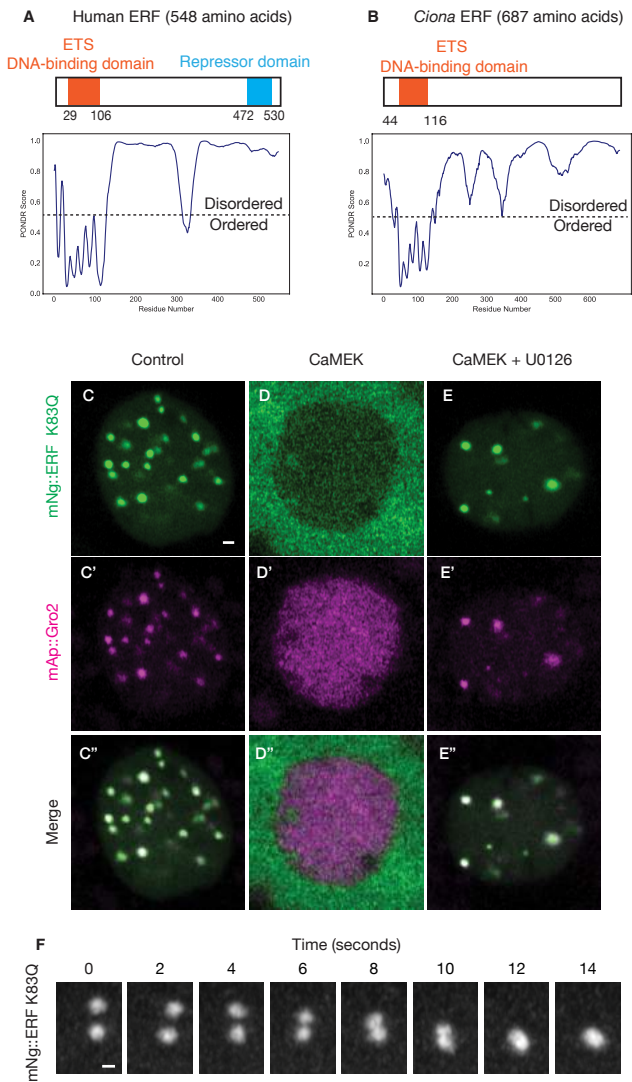 A Human ERF (548 amino acids)
ETS
DNA-binding domain
Repressor domain
29 106 472 530
1.0
0.8
0.6
0.4
0.2
0.0
PONDR Score
Disordered
Ordered
0 100 200 300 400 500
Residue Number
B Ciona ERF (687 amino acids)
ETS
DNA-binding domain
44 116
1.0
0.8
0.6
0.4
0.2
PONDR Score
Disordered
Ordered
0 100 200 300 400 500 600
Residue Number
Control CaMEK CaMEK + U0126
mNg::ERF K83Q
C D E
mAp::Gro2
C' D' E'
Merge
C" D" E"
F Time (seconds)
0 2 4 6 8 10 12 14
mNg::ERF K83Q